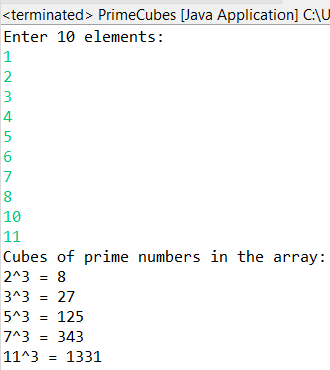 <terminated> PrimeCubes [Java Application] C:\U
Enter 10 elements:
1
2
3
4
5
6
7
8
10
11
Cubes of prime numbers in the array:
2^3 = 8
3^3 = 27
5^3 = 125
7^3 = 343
11^3 = 1331